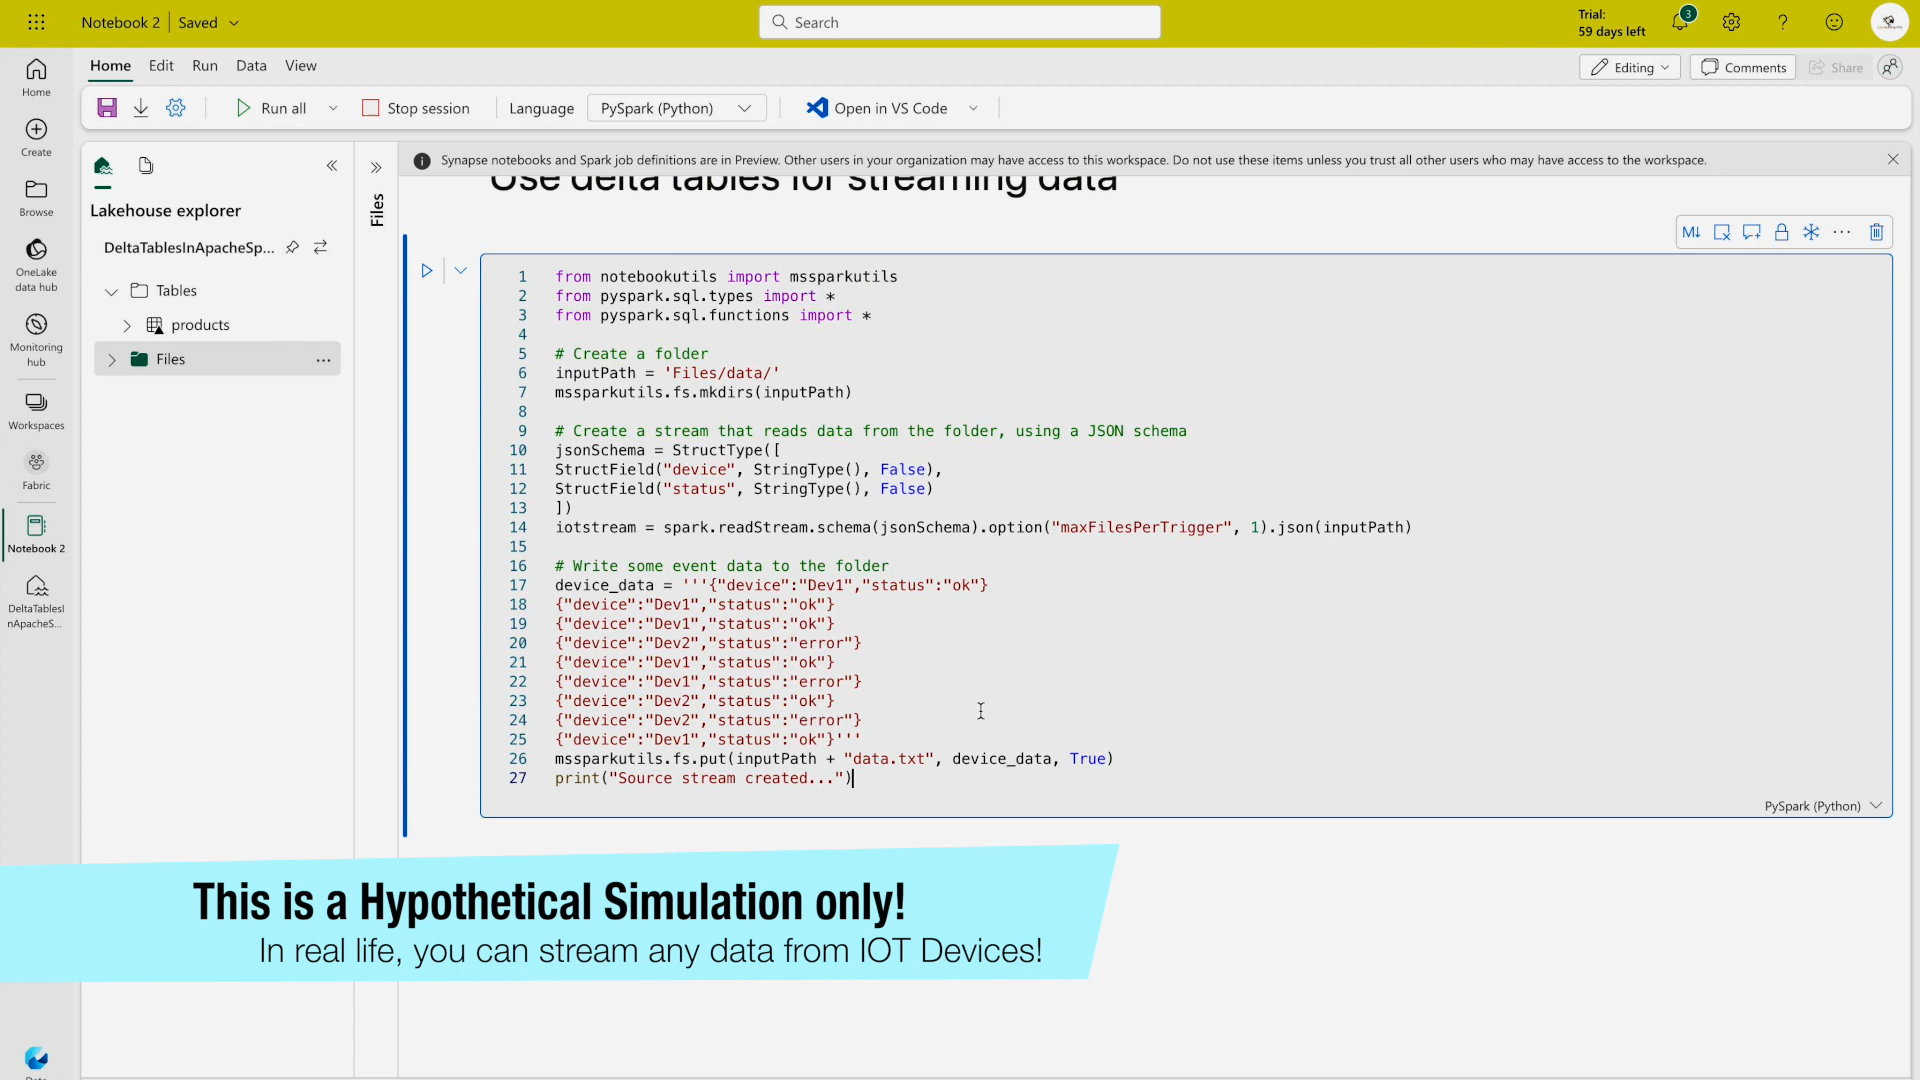 Notebook 2
Saved
Search
Trial:
59 days left
3
Home
Edit
Run
Data
View
Editing
Comments
Share
Run all
Stop session
Language
PySpark (Python)
Open in VS Code
Home
Create
Browse
OneLake
data hub
Monitoring
hub
Workspaces
Fabric
Notebook 2
DeltaTablesI
nApacheS...
Lakehouse explorer
DeltaTablesInApacheSp...
Tables
products
Files
...
Files
Synapse notebooks and Spark job definitions are in Preview. Other users in your organization may have access to this workspace. Do not use these items unless you trust all other users who may have access to the workspace.
Use delta tables for streaming data
M↓
...
1 from notebookutils import mssparkutils
2 from pyspark.sql.types import *
3 from pyspark.sql.functions import *
4
5 # Create a folder
6 inputPath = 'Files/data/'
7 mssparkutils.fs.mkdirs(inputPath)
8
9 # Create a stream that reads data from the folder, using a JSON schema
10 jsonSchema = StructType([
11 StructField("device", StringType(), False),
12 StructField("status", StringType(), False)
13 ])
14 iotstream = spark.readStream.schema(jsonSchema).option("maxFilesPerTrigger", 1).json(inputPath)
15
16 # Write some event data to the folder
17 device_data = '''{"device":"Dev1","status":"ok"}
18 {"device":"Dev1","status":"ok"}
19 {"device":"Dev1","status":"ok"}
20 {"device":"Dev2","status":"error"}
21 {"device":"Dev1","status":"ok"}
22 {"device":"Dev1","status":"error"}
23 {"device":"Dev2","status":"ok"}
24 {"device":"Dev2","status":"error"}
25 {"device":"Dev1","status":"ok"}'''
26 mssparkutils.fs.put(inputPath + "data.txt", device_data, True)
27 print("Source stream created...")
PySpark (Python)
This is a Hypothetical Simulation only!
In real life, you can stream any data from IOT Devices!